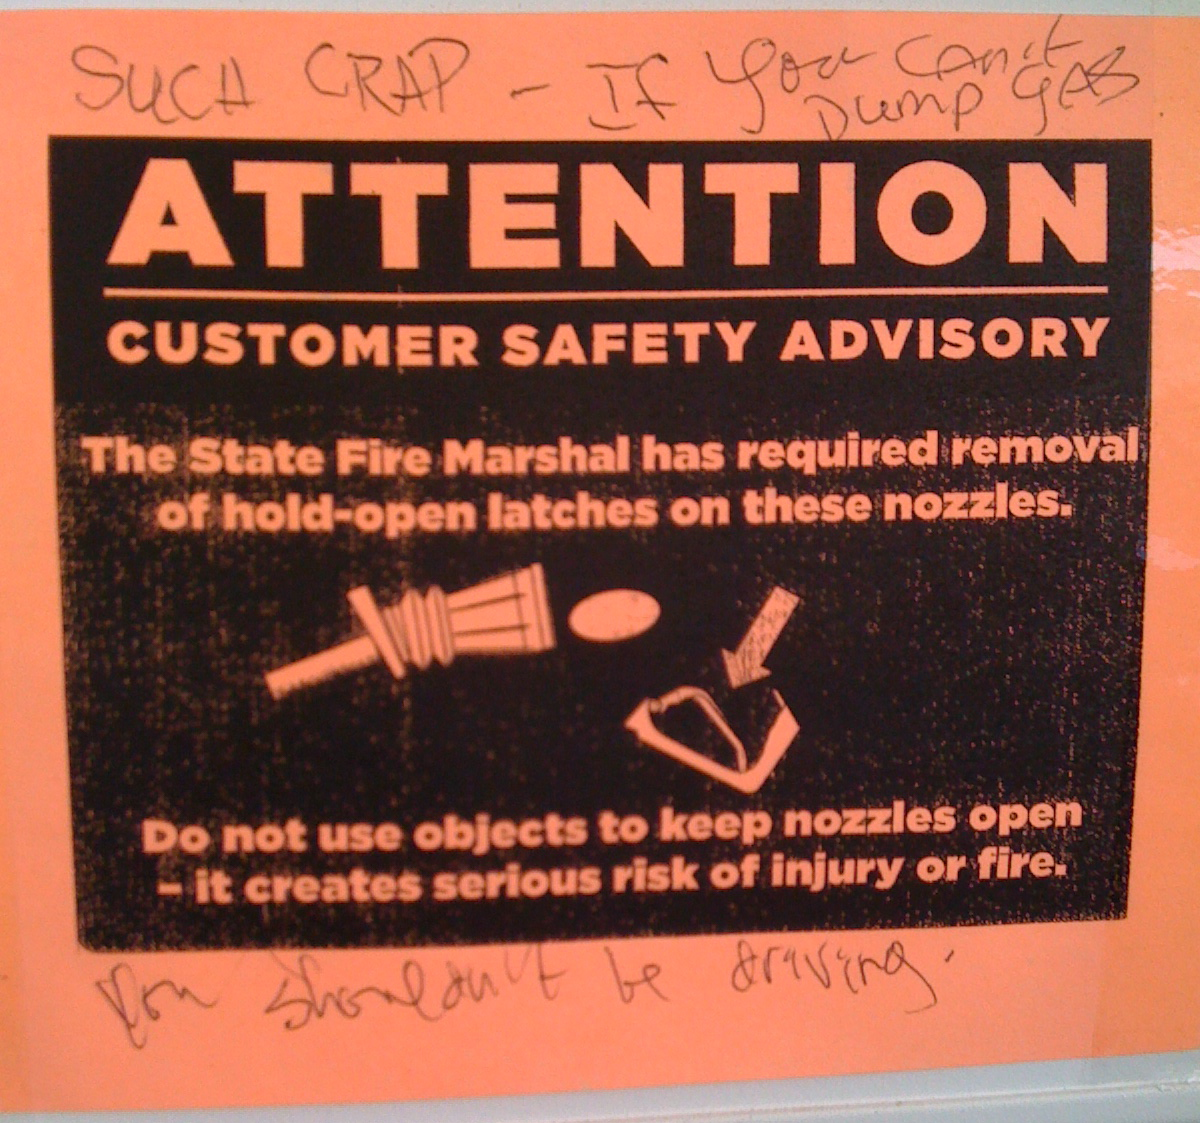 SUCH CRAP - IF you can't
Dump gas
ATTENTION
CUSTOMER SAFETY ADVISORY
The State Fire Marshal has required removal
of hold-open latches on these nozzles.
Do not use objects to keep nozzles open
– it creates serious risk of injury or fire.
you shouldn't be driving.